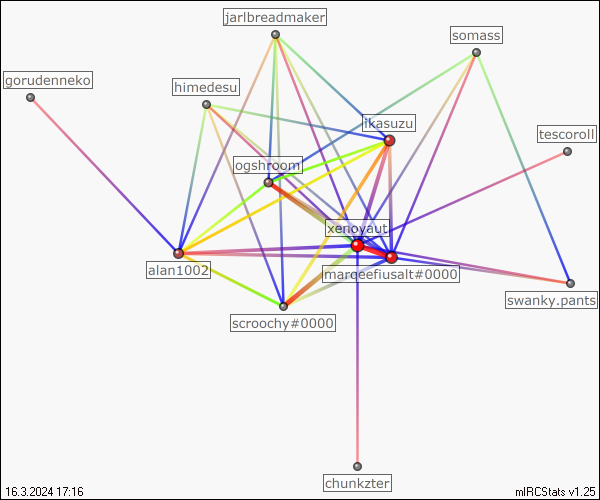 jarlbreadmaker
somass
gorudenneko
himedesu
ikasuzu
tescoroll
ogshroom
xenoyaut
alan1002
marqeefiusalt#0000
swanky.pants
scroochy#0000
chunkzter
16.3.2024 17:16
mIRCStats v1.25